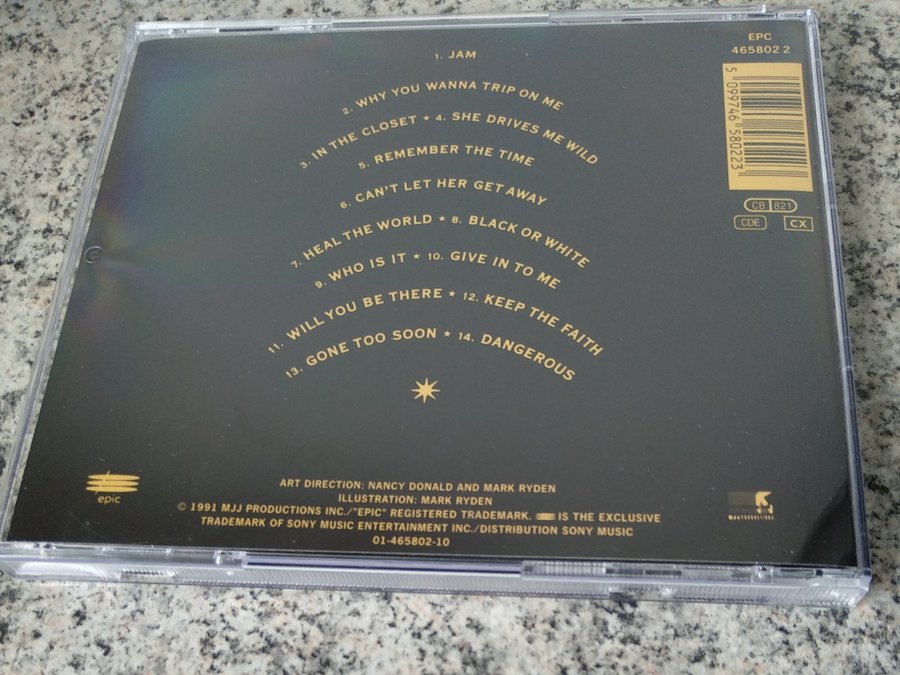 1. JAM
2. WHY YOU WANNA TRIP ON ME
3. IN THE CLOSET ★ 4. SHE DRIVES ME WILD
5. REMEMBER THE TIME
6. CAN'T LET HER GET AWAY
7. HEAL THE WORLD ★ 8. BLACK OR WHITE
9. WHO IS IT ★ 10. GIVE IN TO ME
11. WILL YOU BE THERE ★ 12. KEEP THE FAITH
13. GONE TOO SOON ★ 14. DANGEROUS
EPC
465802 2
5 099746 580223
CB 821
CDE CX
epic
ART DIRECTION: NANCY DONALD AND MARK RYDEN
ILLUSTRATION: MARK RYDEN
© 1991 MJJ PRODUCTIONS INC./"EPIC" REGISTERED TRADEMARK. IS THE EXCLUSIVE
TRADEMARK OF SONY MUSIC ENTERTAINMENT INC./DISTRIBUTION SONY MUSIC
01-465802-10
MJJ PRODUCTIONS